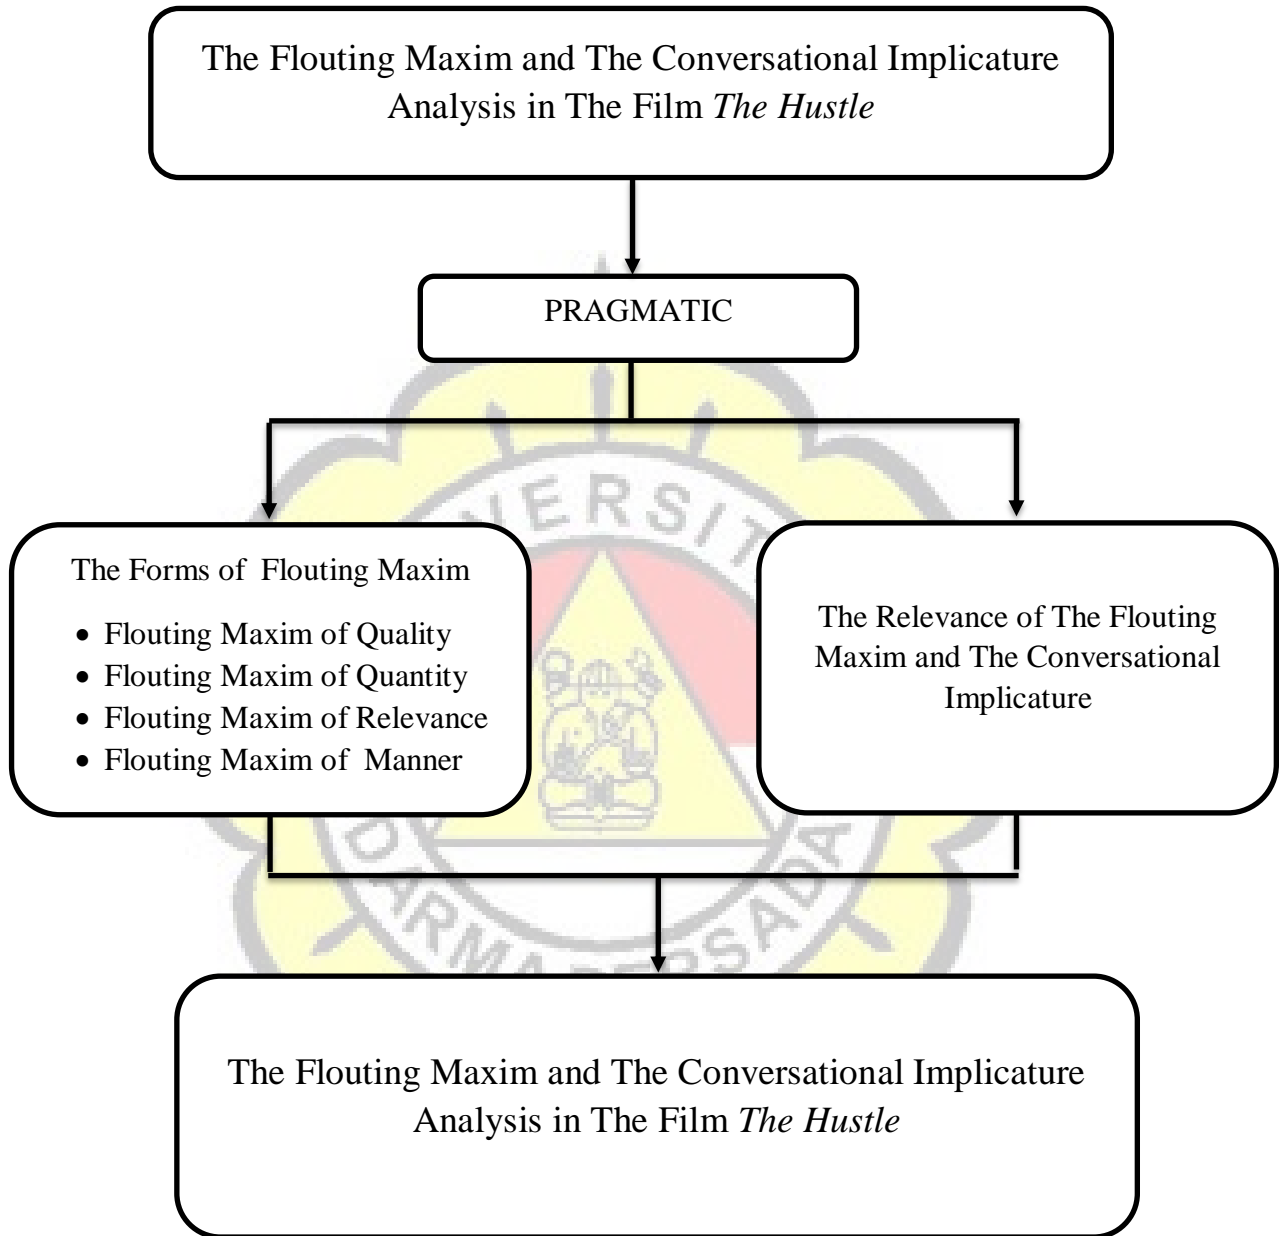 The Flouting Maxim and The Conversational Implicature
Analysis in The Film The Hustle
PRAGMATIC
The Forms of Flouting Maxim
• Flouting Maxim of Quality
• Flouting Maxim of Quantity
• Flouting Maxim of Relevance
• Flouting Maxim of Manner
The Relevance of The Flouting
Maxim and The Conversational
Implicature
VERSIT
DARMA PERSADA
The Flouting Maxim and The Conversational Implicature
Analysis in The Film The Hustle